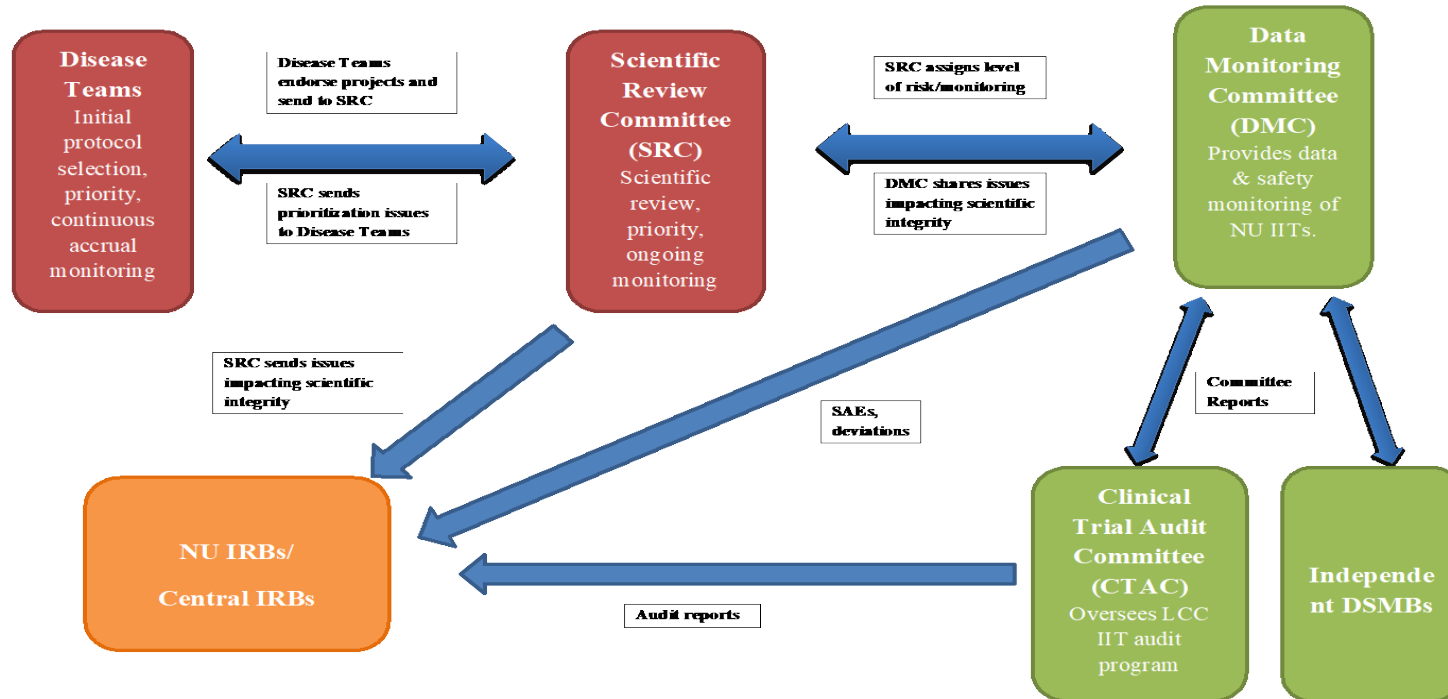 Disease
Teams
Initial
protocol
selection,
priority,
continuous
accrual
monitoring
Disease Teams
endorse projects and
send to SRC
SRC sends
prioritization issues
to Disease Teams
Scientific
Review
Committee
(SRC)
Scientific
review,
priority,
ongoing
monitoring
SRC assigns level
of risk/monitoring
DMC shares issues
impacting scientific
integrity
Data
Monitoring
Committee
(DMC)
Provides data
& safety
monitoring of
NU IITs.
SRC sends issues
impacting scientific
integrity
SAEs,
deviations
Committee
Reports
NU IRBs/
Central IRBs
Audit reports
Clinical
Trial Audit
Committee
(CTAC)
Oversees LCC
IIT audit
program
Independe
nt DSMBs